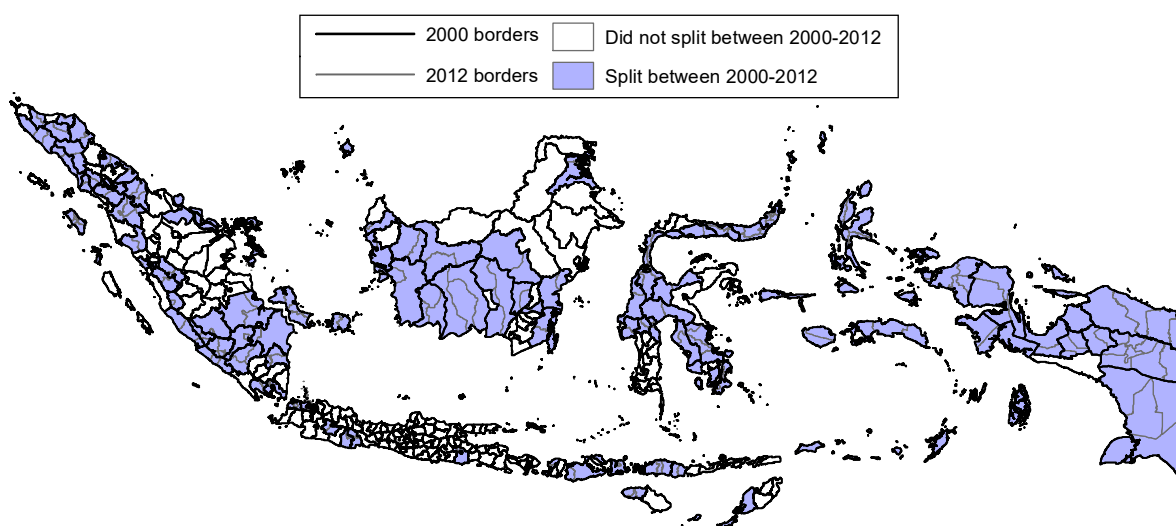 2000 borders
Did not split between 2000-2012
2012 borders
Split between 2000-2012